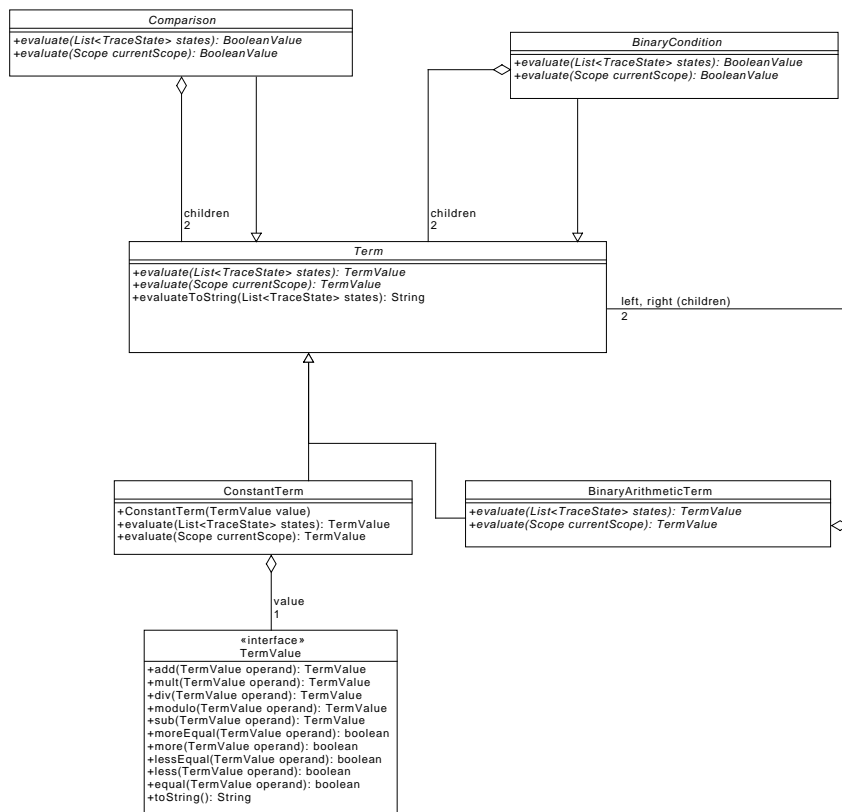 Comparison
+evaluate(List<TraceState> states): BooleanValue
+evaluate(Scope currentScope): BooleanValue
BinaryCondition
+evaluate(List<TraceState> states): BooleanValue
+evaluate(Scope currentScope): BooleanValue
children
2
children
2
Term
+evaluate(List<TraceState> states): TermValue
+evaluate(Scope currentScope): TermValue
+evaluateToString(List<TraceState> states): String
left, right (children)
2
ConstantTerm
+ConstantTerm(TermValue value)
+evaluate(List<TraceState> states): TermValue
+evaluate(Scope currentScope): TermValue
BinaryArithmeticTerm
+evaluate(List<TraceState> states): TermValue
+evaluate(Scope currentScope): TermValue
value
1
«interface»
TermValue
+add(TermValue operand): TermValue
+mult(TermValue operand): TermValue
+div(TermValue operand): TermValue
+modulo(TermValue operand): TermValue
+sub(TermValue operand): TermValue
+moreEqual(TermValue operand): boolean
+more(TermValue operand): boolean
+lessEqual(TermValue operand): boolean
+less(TermValue operand): boolean
+equal(TermValue operand): boolean
+toString(): String